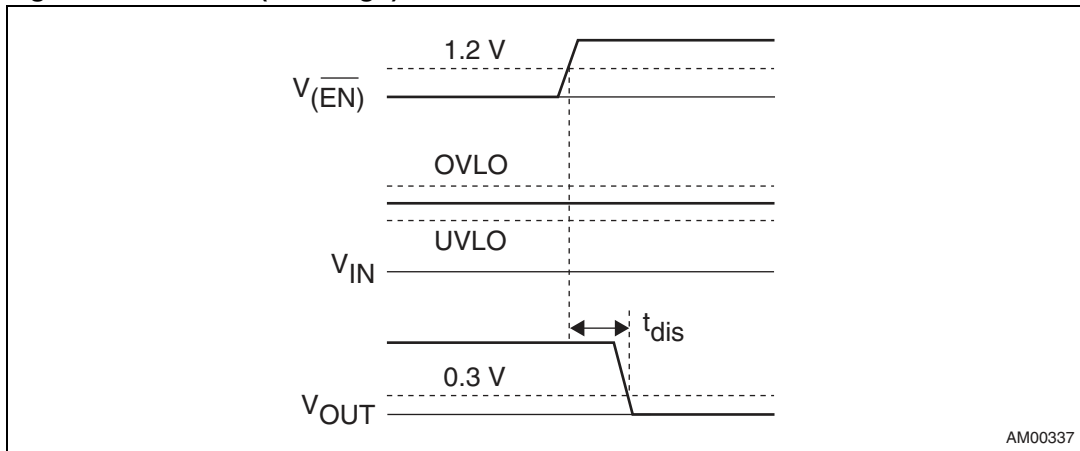 1.2 V
V(EN)
OVLO
UVLO
VIN
tdis
0.3 V
VOUT
AM00337